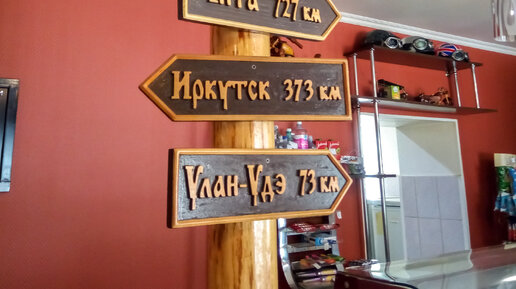 727 км
Иркутск 373 км
Улан-Удэ 73 км